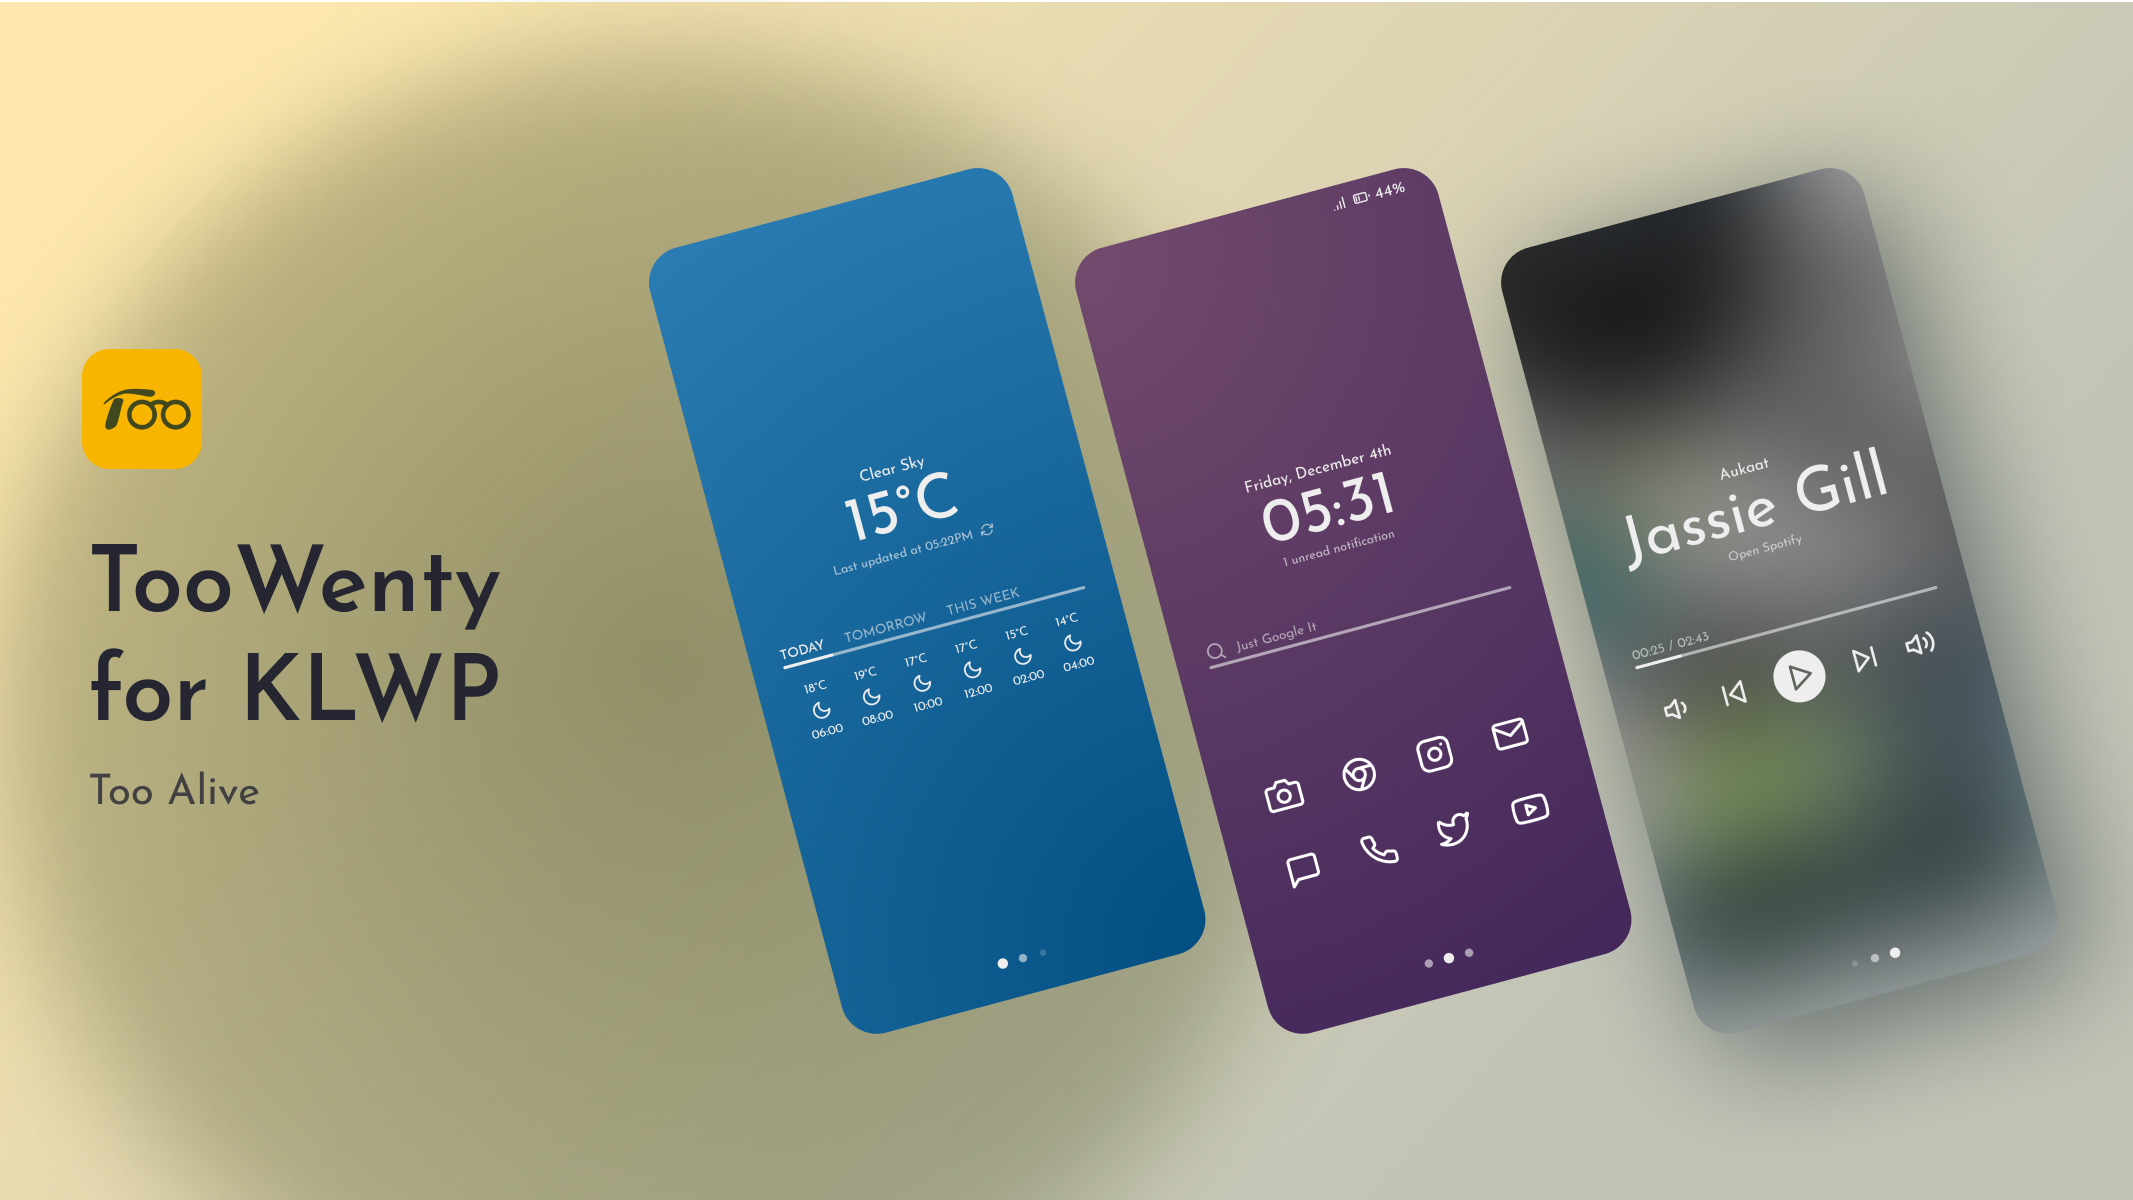 Too
TooWenty
for KLWP
Too Alive
Clear Sky
15°C
Last updated at 05:22PM
TODAY TOMORROW THIS WEEK
18°C 19°C 17°C 17°C 15°C 14°C
06:00 08:00 10:00 12:00 02:00 04:00
44%
Friday, December 4th
05:31
1 unread notification
Just Google It
Aukaat
Jassie Gill
Open Spotify
00:25 / 02:43